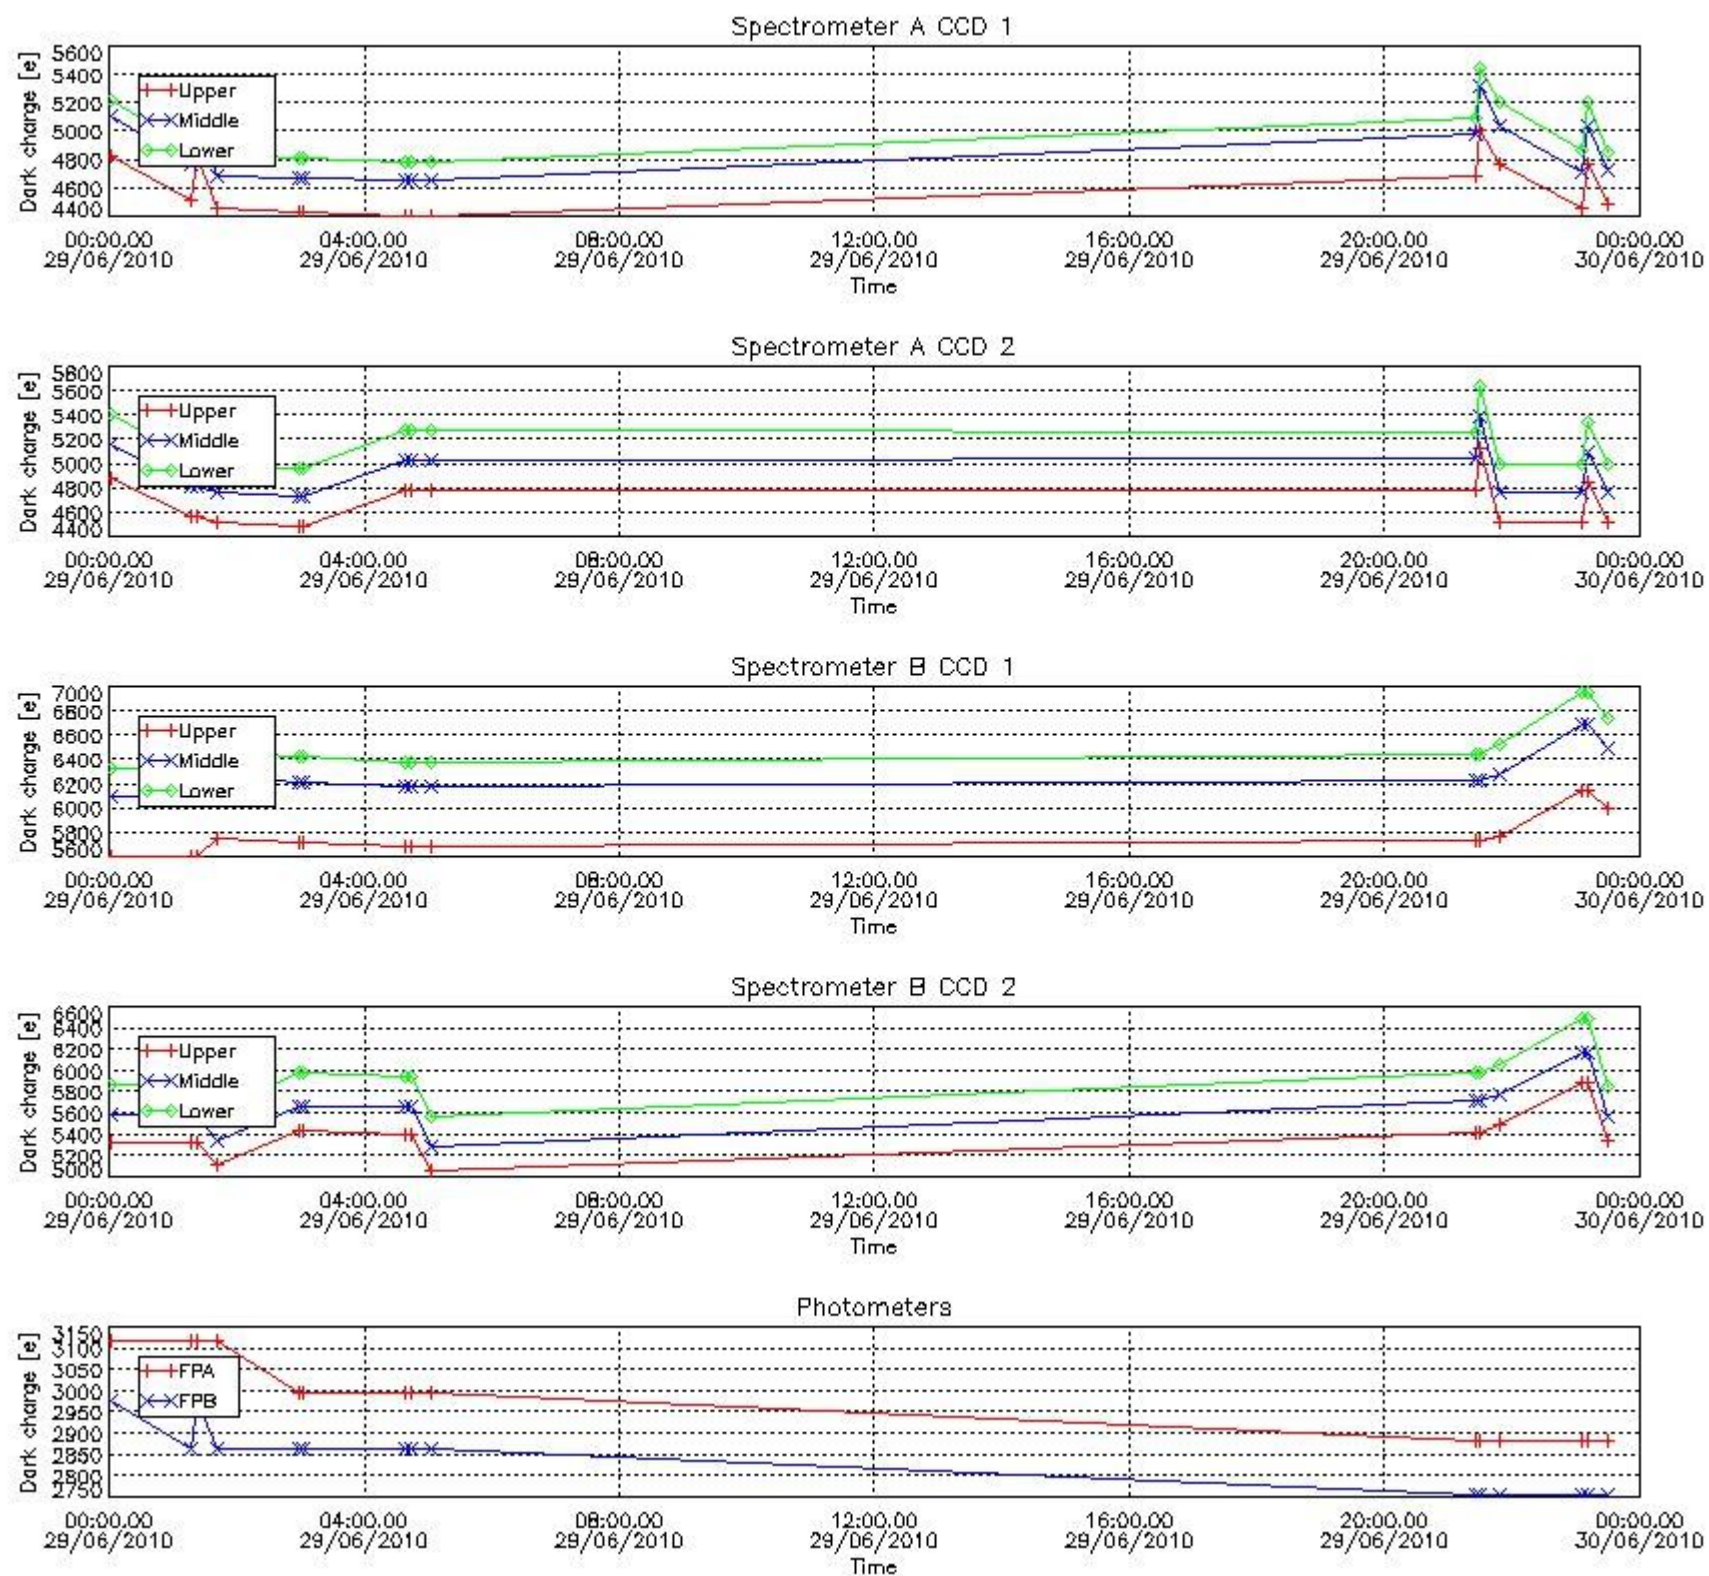 Spectrometer A CCD 1
Dark charge [e]
5600
5400
5200
5000
4800
4600
4400
Upper
Middle
Lower
00:00.00 04:00.00 08:00.00 12:00.00 16:00.00 20:00.00 00:00.00
29/06/2010 29/06/2010 29/06/2010 29/06/2010 29/06/2010 29/06/2010 30/06/2010
Time
Spectrometer A CCD 2
Dark charge [e]
5800
5600
5400
5200
5000
4800
4600
4400
Upper
Middle
Lower
00:00.00 04:00.00 08:00.00 12:00.00 16:00.00 20:00.00 00:00.00
29/06/2010 29/06/2010 29/06/2010 29/06/2010 29/06/2010 29/06/2010 30/06/2010
Time
Spectrometer B CCD 1
Dark charge [e]
7000
6800
6600
6400
6200
6000
5800
5600
Upper
Middle
Lower
00:00.00 04:00.00 08:00.00 12:00.00 16:00.00 20:00.00 00:00.00
29/06/2010 29/06/2010 29/06/2010 29/06/2010 29/06/2010 29/06/2010 30/06/2010
Time
Spectrometer B CCD 2
Dark charge [e]
6600
6400
6200
6000
5800
5600
5400
5200
5000
Upper
Middle
Lower
00:00.00 04:00.00 08:00.00 12:00.00 16:00.00 20:00.00 00:00.00
29/06/2010 29/06/2010 29/06/2010 29/06/2010 29/06/2010 29/06/2010 30/06/2010
Time
Photometers
Dark charge [e]
3150
3100
3050
3000
2950
2900
2850
2800
2750
FPA
FPB
00:00.00 04:00.00 08:00.00 12:00.00 16:00.00 20:00.00 00:00.00
29/06/2010 29/06/2010 29/06/2010 29/06/2010 29/06/2010 29/06/2010 30/06/2010
Time